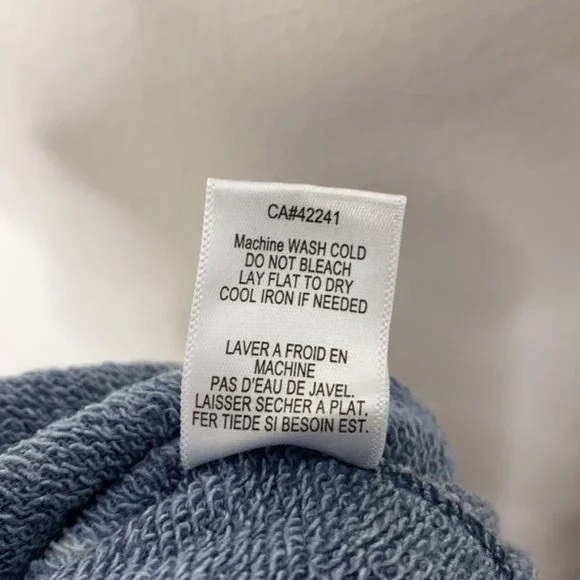 CA#42241
Machine WASH COLD
DO NOT BLEACH
LAY FLAT TO DRY
COOL IRON IF NEEDED
LAVER A FROID EN
MACHINE
PAS D'EAU DE JAVEL.
LAISSER SECHER A PLAT.
FER TIEDE SI BESOIN EST.